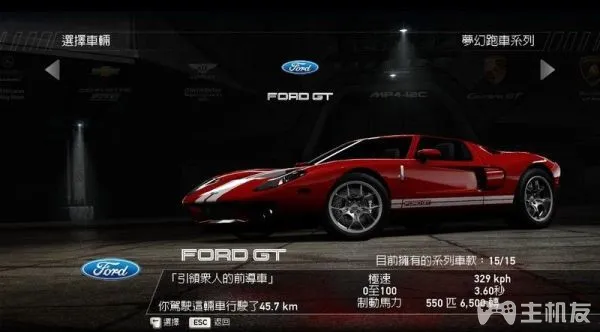 選擇車輛
夢幻跑車系列
Ford
FORD GT
MP4-12C
FORD GT
Ford
FORD GT
目前擁有的系列車款：15/15
「引領眾人的前導車」
極速 329 kph
0至100 3.60秒
你駕駛這輛車行駛了45.7 km
制動馬力 550 匹 6,500 轉
選擇 ESC 返回
主机友